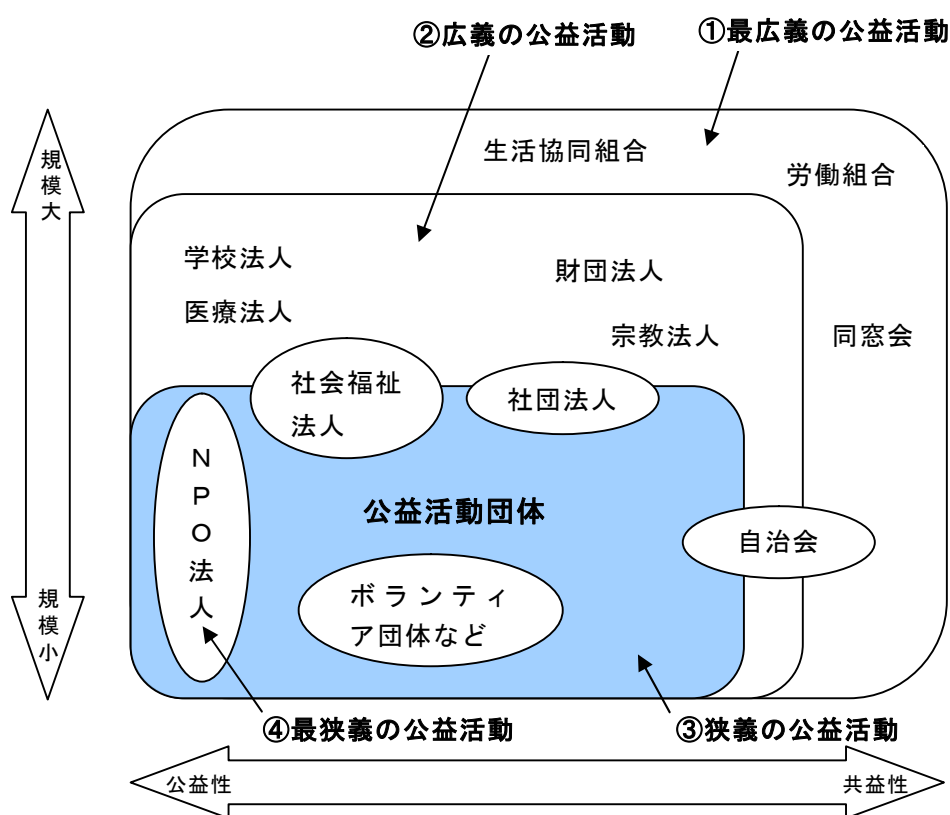 ②広義の公益活動
①最広義の公益活動
規模大
生活協同組合
労働組合
学校法人
財団法人
医療法人
宗教法人
同窓会
社会福祉
法人
社団法人
NPO法人
公益活動団体
自治会
規模小
ボランティ
ア団体など
④最狭義の公益活動
③狭義の公益活動
公益性
共益性